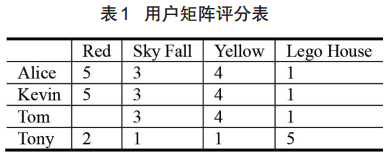 表1 用户矩阵评分表
Red Sky Fall Yellow Lego House
Alice 5 3 4 1
Kevin 5 3 4 1
Tom 3 4 1
Tony 2 1 1 5